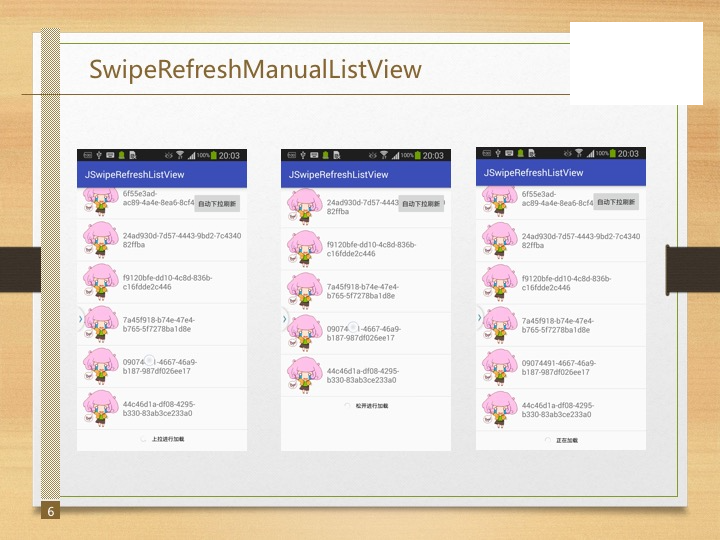 SwipeRefreshManualListView
100% 20:03
JSwipeRefreshListView
6f55e3ad-
ac89-4a4e-8ea6-8cf4
自动下拉刷新
24ad930d-7d57-4443-9bd2-7c4340
82ffba
f9120bfe-dd10-4c8d-836b-
c16fdde2c446
7a45f918-b74e-47e4-
b765-5f7278ba1d8e
09074491-4667-46a9-
b187-987df026ee17
44c46d1a-df08-4295-
b330-83ab3ce233a0
上拉进行加载
100% 20:03
JSwipeRefreshListView
24ad930d-7d57-4443
82ffba
自动下拉刷新
f9120bfe-dd10-4c8d-836b-
c16fdde2c446
7a45f918-b74e-47e4-
b765-5f7278ba1d8e
09074491-4667-46a9-
b187-987df026ee17
44c46d1a-df08-4295-
b330-83ab3ce233a0
松开进行加载
100% 20:03
JSwipeRefreshListView
6f55e3ad-
ac89-4a4e-8ea6-8cf4
自动下拉刷新
24ad930d-7d57-4443-9bd2-7c4340
82ffba
f9120bfe-dd10-4c8d-836b-
c16fdde2c446
7a45f918-b74e-47e4-
b765-5f7278ba1d8e
09074491-4667-46a9-
b187-987df026ee17
44c46d1a-df08-4295-
b330-83ab3ce233a0
正在加载
6